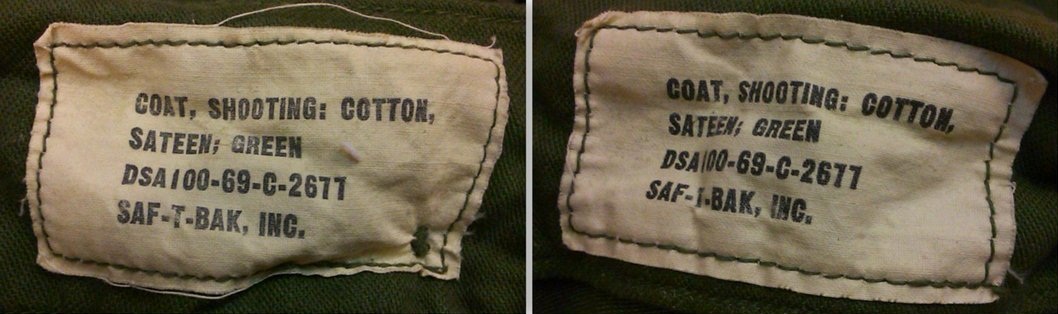 COAT, SHOOTING: COTTON,
SATEEN; GREEN
DSA100-69-C-2677
SAF-T-BAK, INC.
COAT, SHOOTING: COTTON,
SATEEN; GREEN
DSA100-69-C-2677
SAF-T-BAK, INC.